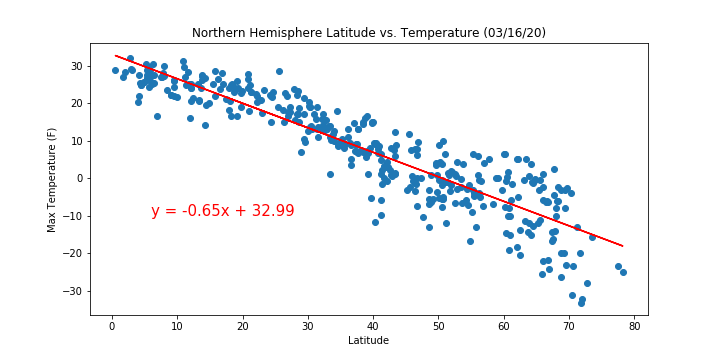 Northern Hemisphere Latitude vs. Temperature (03/16/20)
Max Temperature (F)
30
20
10
0
−10
−20
−30
y = -0.65x + 32.99
0 10 20 30 40 50 60 70 80
Latitude